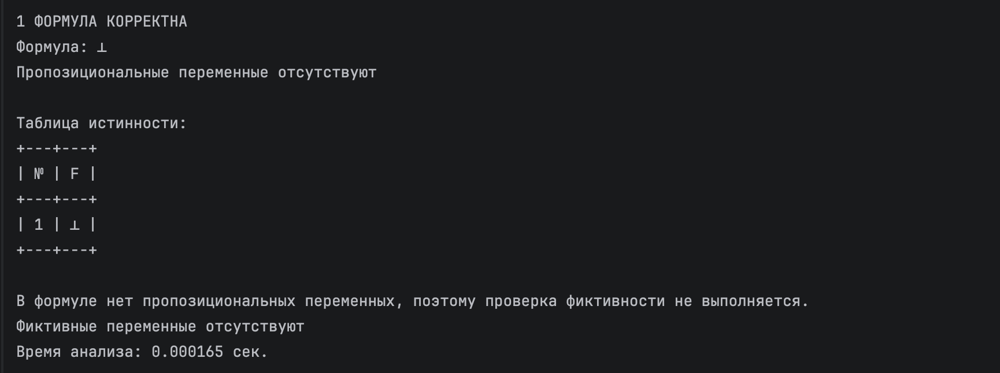 1 ФОРМУЛА КОРРЕКТНА
Формула: ⊥
Пропозициональные переменные отсутствуют
Таблица истинности:
+---+---+
| № | F |
+---+---+
| 1 | ⊥ |
+---+---+
В формуле нет пропозициональных переменных, поэтому проверка фиктивности не выполняется.
Фиктивные переменные отсутствуют
Время анализа: 0.000165 сек.